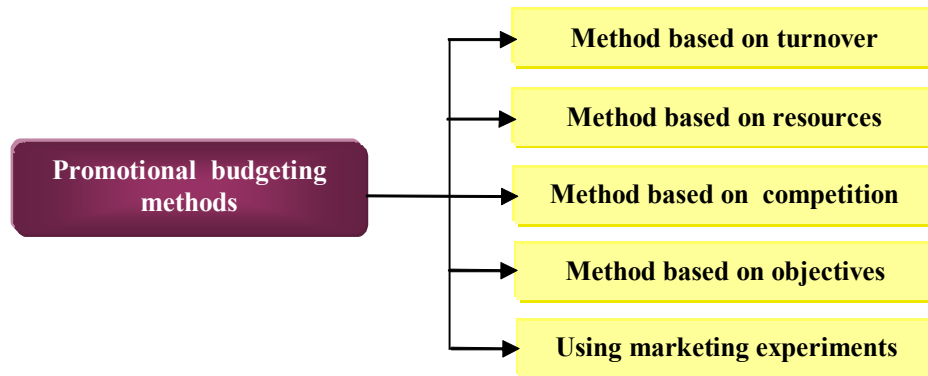 Promotional budgeting
methods
Method based on turnover
Method based on resources
Method based on competition
Method based on objectives
Using marketing experiments